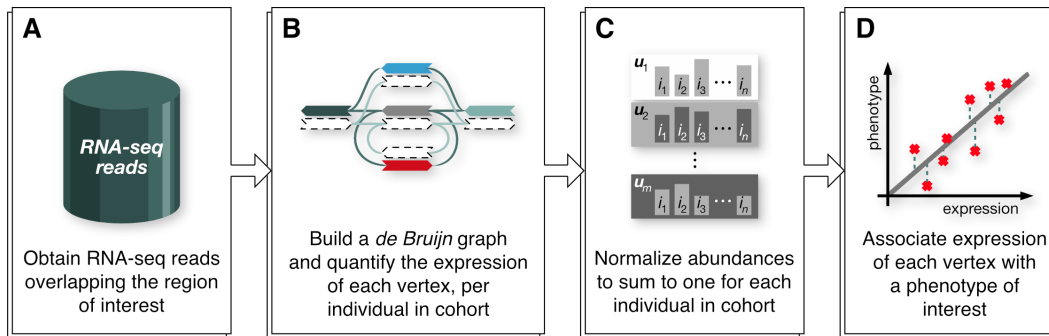 A
RNA-seq
reads
Obtain RNA-seq reads
overlapping the region
of interest
B
Build a de Bruijn graph
and quantify the expression
of each vertex, per
individual in cohort
C
u1
i1 i2 i3 ··· in
u2
i1 i2 i3 ··· in
⋮
um
i1 i2 i3 ··· in
Normalize abundances
to sum to one for each
individual in cohort
D
phenotype
expression
Associate expression
of each vertex with
a phenotype of
interest